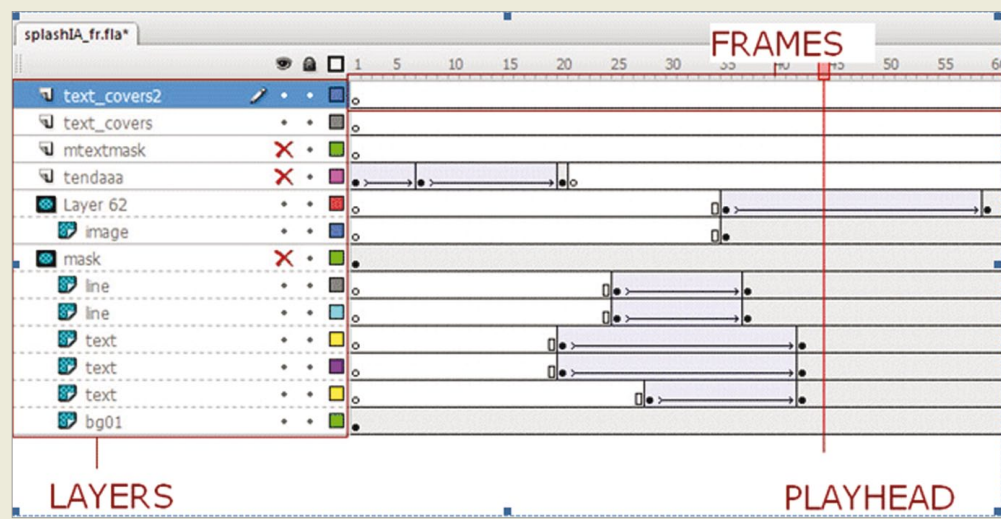 splashIA_fr.fla*
FRAMES
1 5 10 15 20 25 30 35 40 45 50 55 60
text_covers2
text_covers
mtextmask
tendaaa
Layer 62
image
mask
line
line
text
text
text
bg01
LAYERS
PLAYHEAD